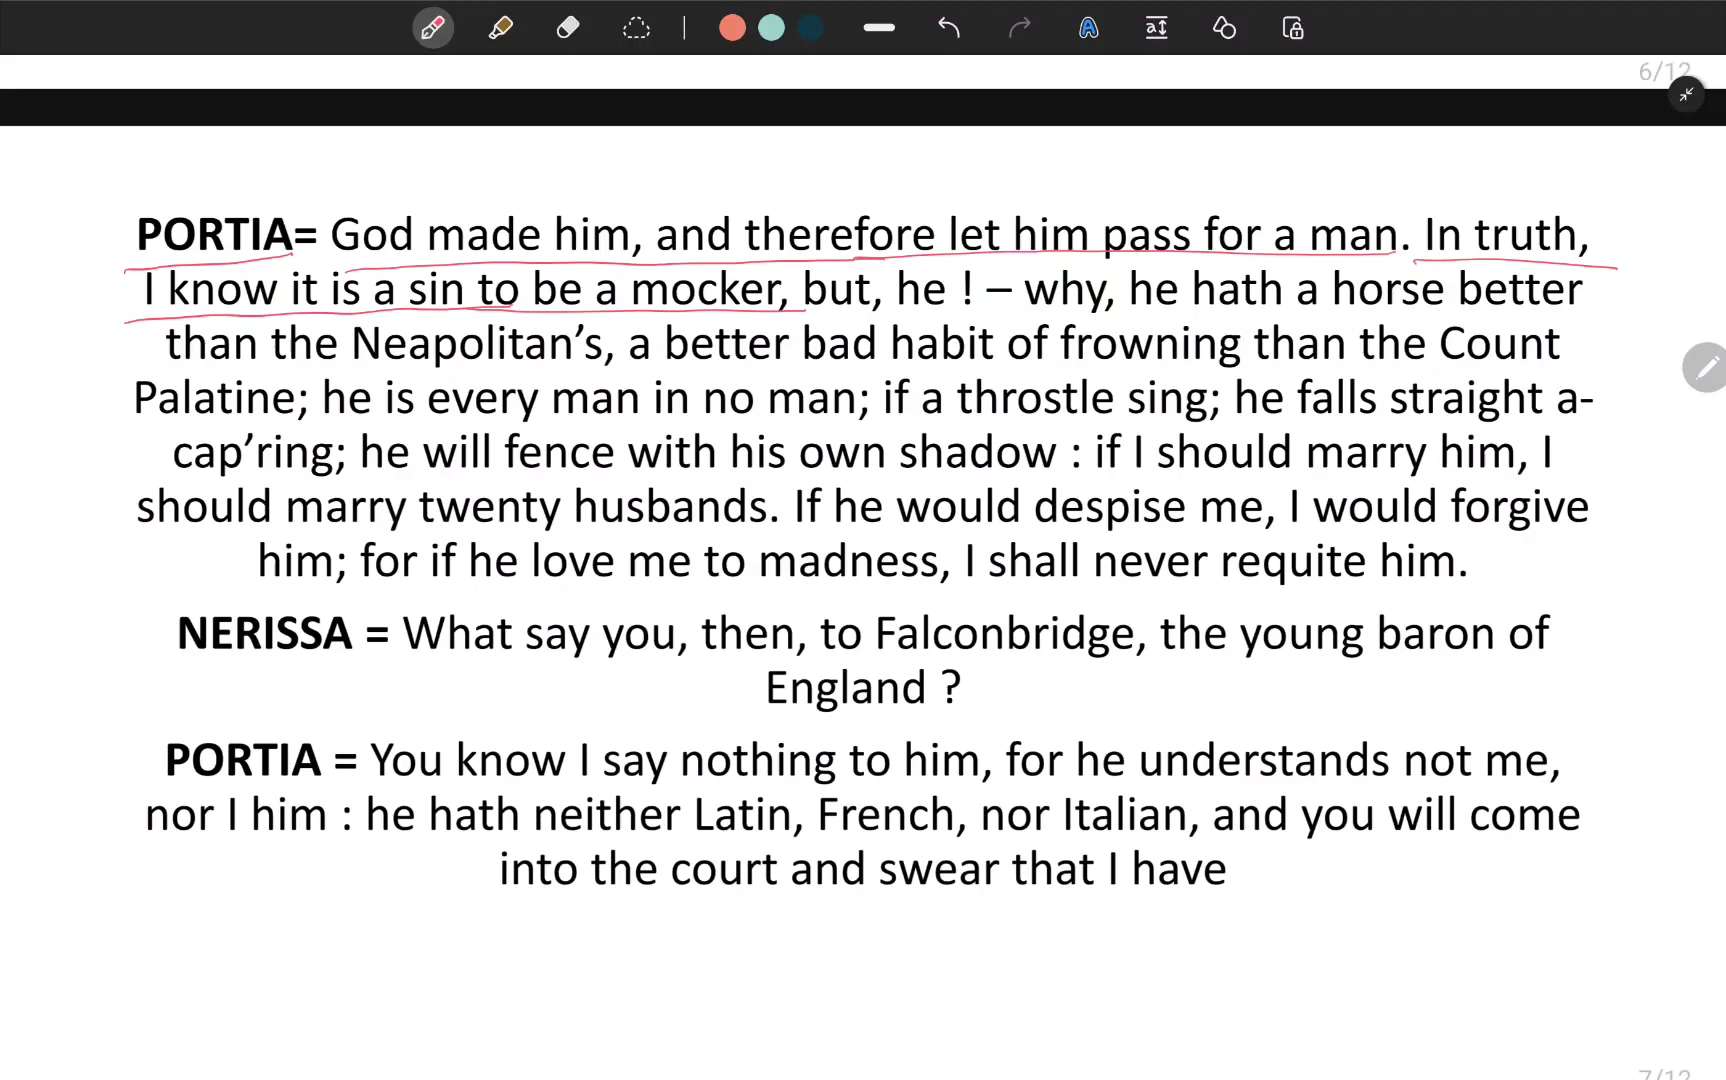 6/12
PORTIA= God made him, and therefore let him pass for a man. In truth,
I know it is a sin to be a mocker, but, he ! – why, he hath a horse better
than the Neapolitan’s, a better bad habit of frowning than the Count
Palatine; he is every man in no man; if a throstle sing; he falls straight a-
cap’ring; he will fence with his own shadow : if I should marry him, I
should marry twenty husbands. If he would despise me, I would forgive
him; for if he love me to madness, I shall never requite him.
NERISSA = What say you, then, to Falconbridge, the young baron of
England ?
PORTIA = You know I say nothing to him, for he understands not me,
nor I him : he hath neither Latin, French, nor Italian, and you will come
into the court and swear that I have
7/12